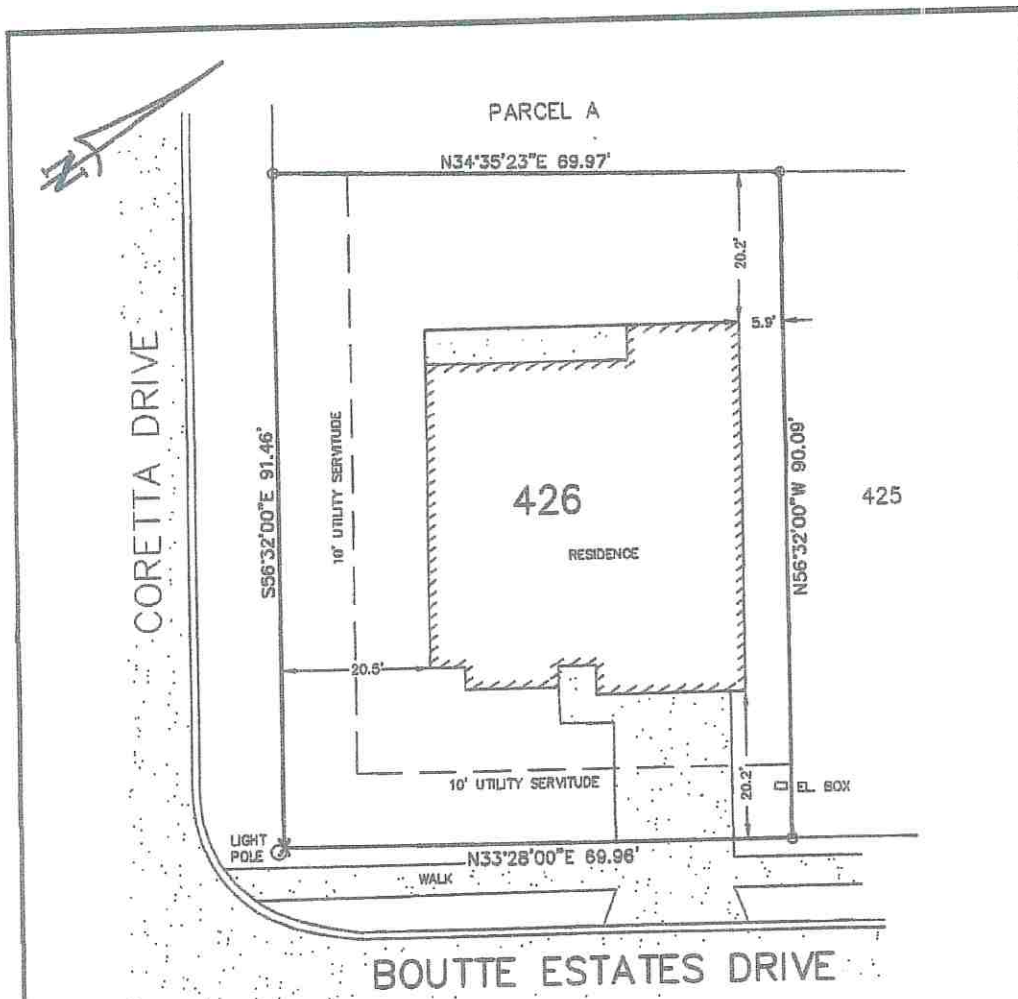 N
PARCEL A
N34°35'23"E 69.97'
20.2'
5.9'
CORETTA DRIVE
S56°32'00"E 91.46'
10' UTILITY SERVITUDE
426
RESIDENCE
N56°32'00"W 90.09'
425
20.5'
10' UTILITY SERVITUDE
20.2'
EL BOX
LIGHT
POLE
N33°28'00"E 69.96'
WALK
BOUTTE ESTATES DRIVE